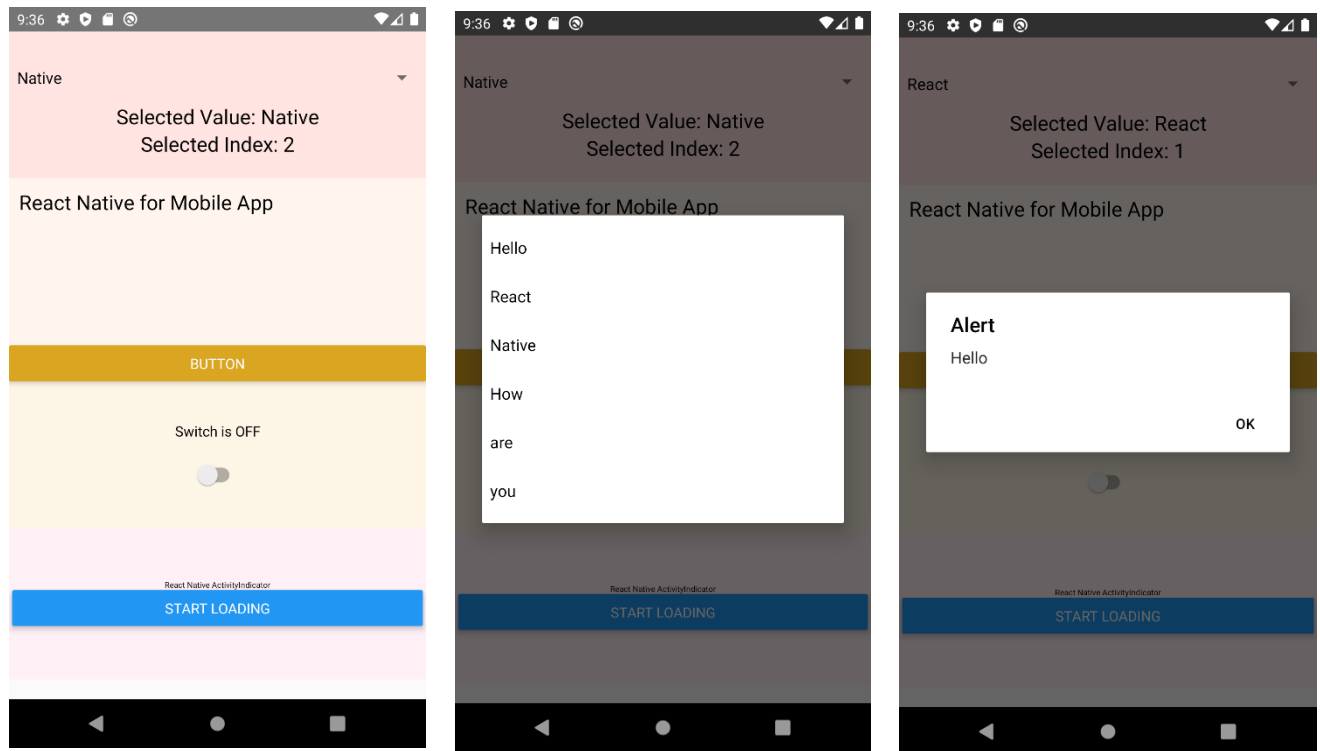 9:36
Native
Selected Value: Native
Selected Index: 2
React Native for Mobile App
BUTTON
Switch is OFF
React Native ActivityIndicator
START LOADING
9:36
Native
Selected Value: Native
Selected Index: 2
React Native for Mobile App
Hello
React
Native
How
are
you
React Native ActivityIndicator
START LOADING
9:36
React
Selected Value: React
Selected Index: 1
React Native for Mobile App
Alert
Hello
OK
React Native ActivityIndicator
START LOADING